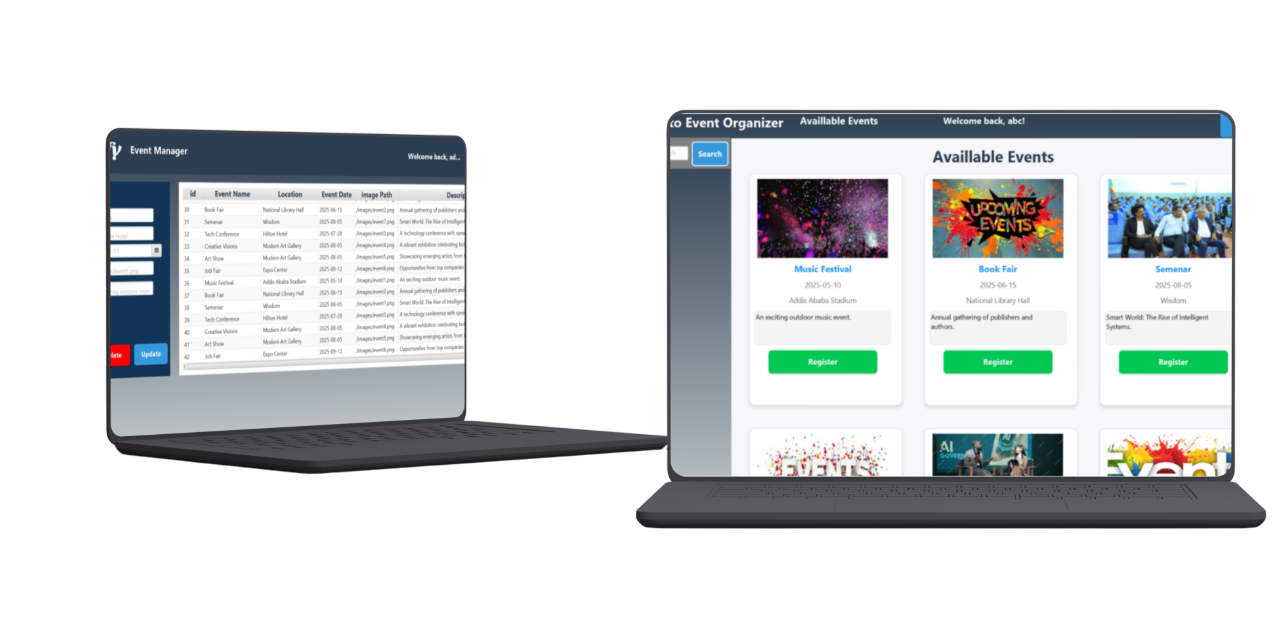 Event Manager
Welcome back, ad...
id Event Name Location Event Date Image Path Descrip
30 Book Fair National Library Hall 2025-06-15 /images/event2.png Annual gathering of publishers and
31 Semenar Wisdom 2025-08-05 /images/event7.png Smart World: The Rise of Intelligent
32 Tech Conference Hilton Hotel 2025-07-20 /images/event3.png A technology conference with spea
33 Creative Visions Modern Art Gallery 2025-08-05 /images/event4.png A vibrant exhibition celebrating bol
34 Art Show Modern Art Gallery 2025-08-05 /images/event5.png Showcasing emerging artists from
35 Job Fair Expo Center 2025-09-12 /images/event6.png Opportunities from top companies
36 Music Festival Addis Ababa Stadium 2025-05-10 /images/event1.png An exciting outdoor music event.
37 Book Fair National Library Hall 2025-06-15 /images/event2.png Annual gathering of publishers and
38 Semenar Wisdom 2025-08-05 /images/event7.png Smart World: The Rise of Intelligent
39 Tech Conference Hilton Hotel 2025-07-20 /images/event3.png A technology conference with spea
40 Creative Visions Modern Art Gallery 2025-08-05 /images/event4.png A vibrant exhibition celebrating
41 Art Show Modern Art Gallery 2025-08-05 /images/event5.png Showcasing emerging artists from
42 Job Fair Expo Center 2025-09-12 /images/event6.png Opportunities from top companies
lete Update
to Event Organizer Availlable Events Welcome back, abc!
Search
Availlable Events
UPCOMING
EVENTS
Music Festival Book Fair Semenar
2025-05-10 2025-06-15 2025-08-05
Addis Ababa Stadium National Library Hall Wisdom
An exciting outdoor music event.
Annual gathering of publishers and
authors.
Smart World: The Rise of Intelligent
Systems.
Register Register Register
EVENTS
AI
GOVER
Event